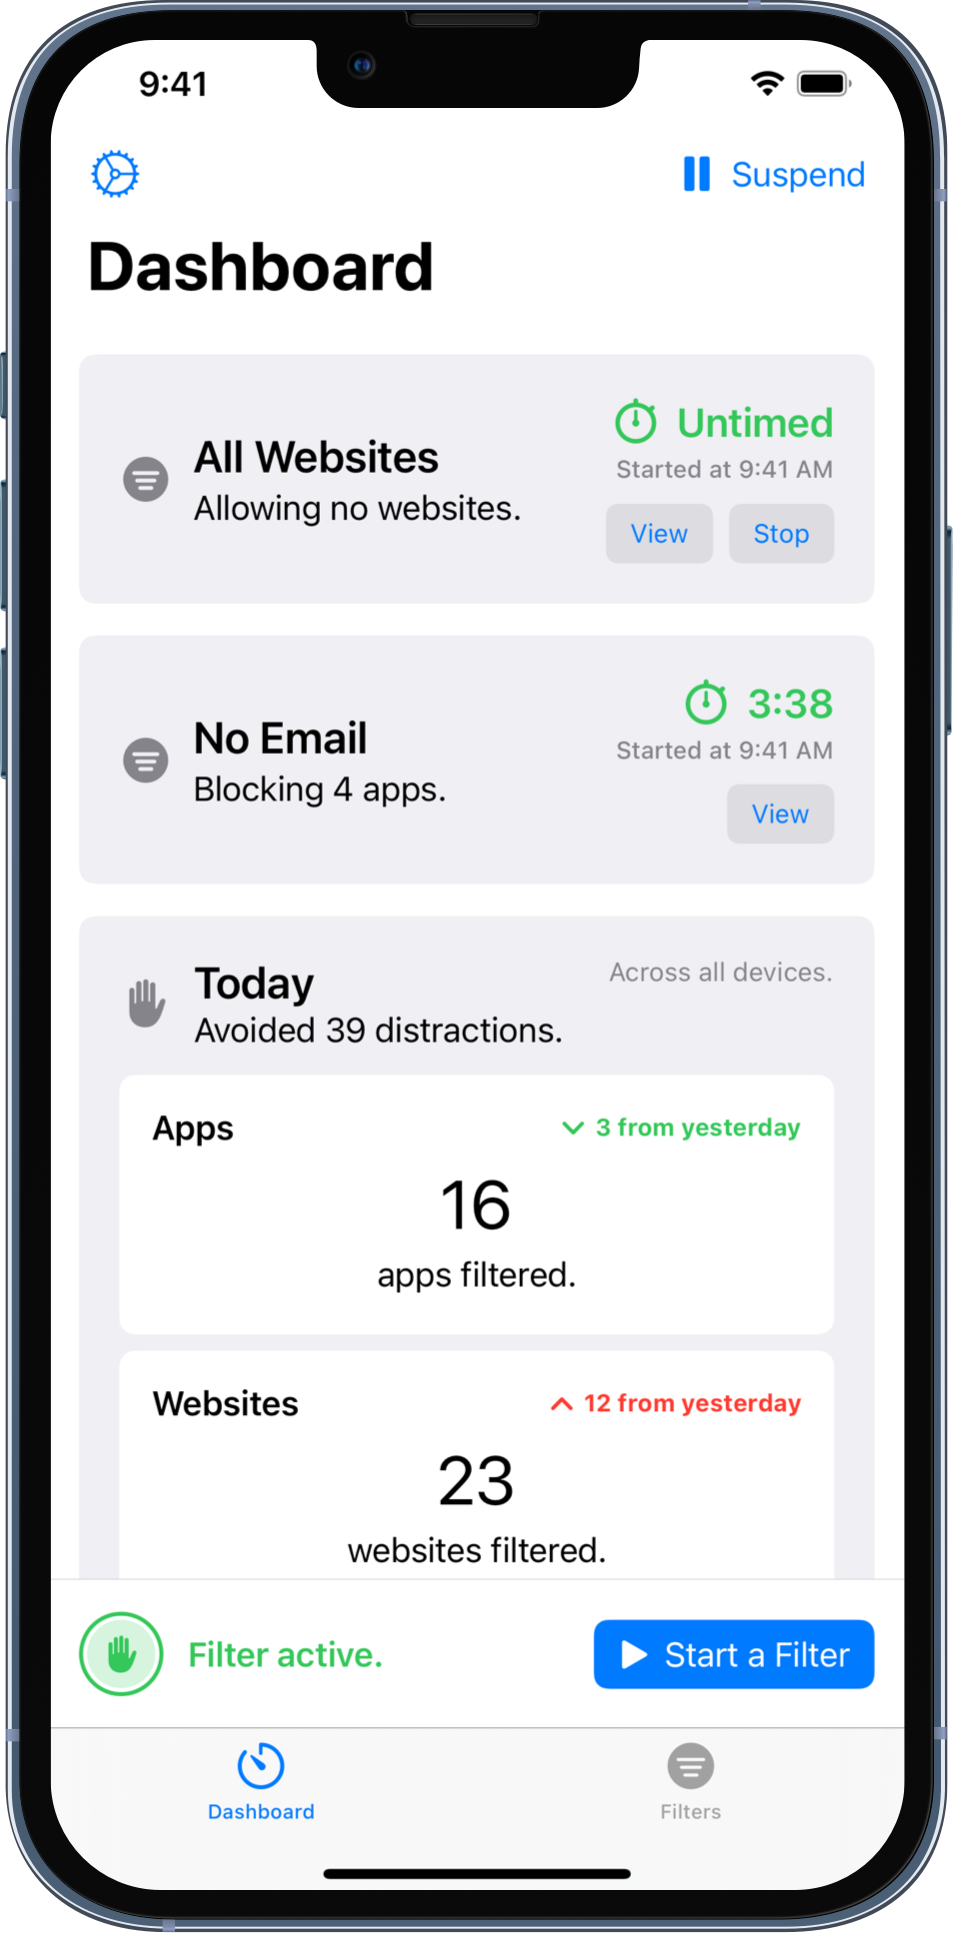 9:41
Suspend
Dashboard
All Websites
Allowing no websites.
Untimed
Started at 9:41 AM
View
Stop
No Email
Blocking 4 apps.
3:38
Started at 9:41 AM
View
Today
Avoided 39 distractions.
Across all devices.
Apps
3 from yesterday
16
apps filtered.
Websites
12 from yesterday
23
websites filtered.
Filter active.
Start a Filter
Dashboard
Filters